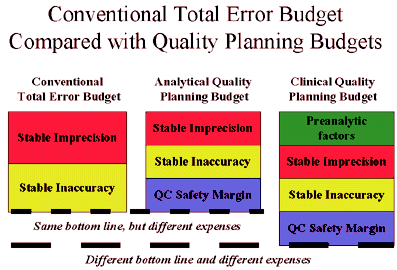 Conventional Total Error Budget
Compared with Quality Planning Budgets
Conventional
Total Error Budget
Stable Imprecision
Stable Inaccuracy
Analytical Quality
Planning Budget
Stable Imprecision
Stable Inaccuracy
QC Safety Margin
Clinical Quality
Planning Budget
Preanalytic
factors
Stable Imprecision
Stable Inaccuracy
QC Safety Margin
Same bottom line, but different expenses
Different bottom line and different expenses